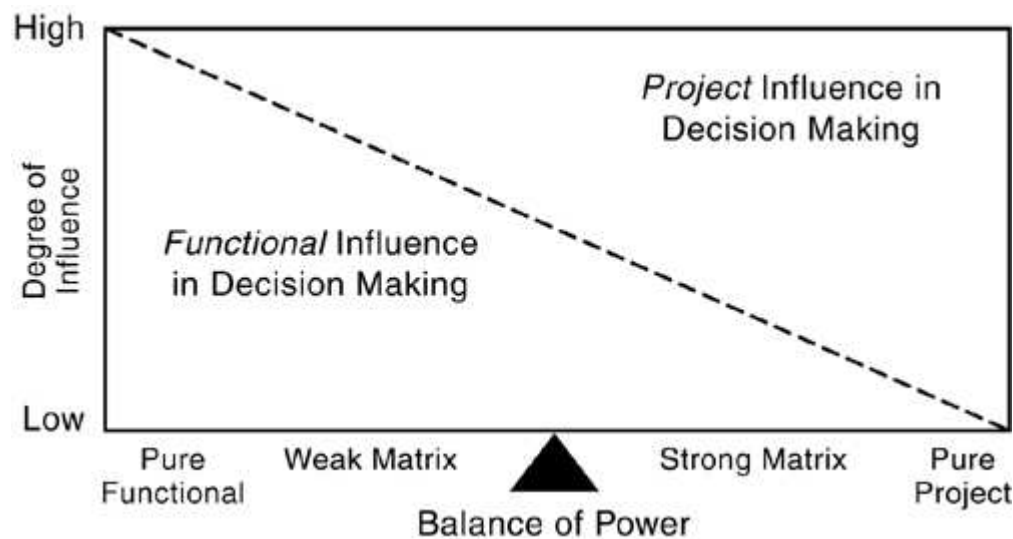 High
Project Influence in
Decision Making
Degree of
Influence
Functional Influence
in Decision Making
Low
Pure
Functional
Weak Matrix
Strong Matrix
Pure
Project
Balance of Power